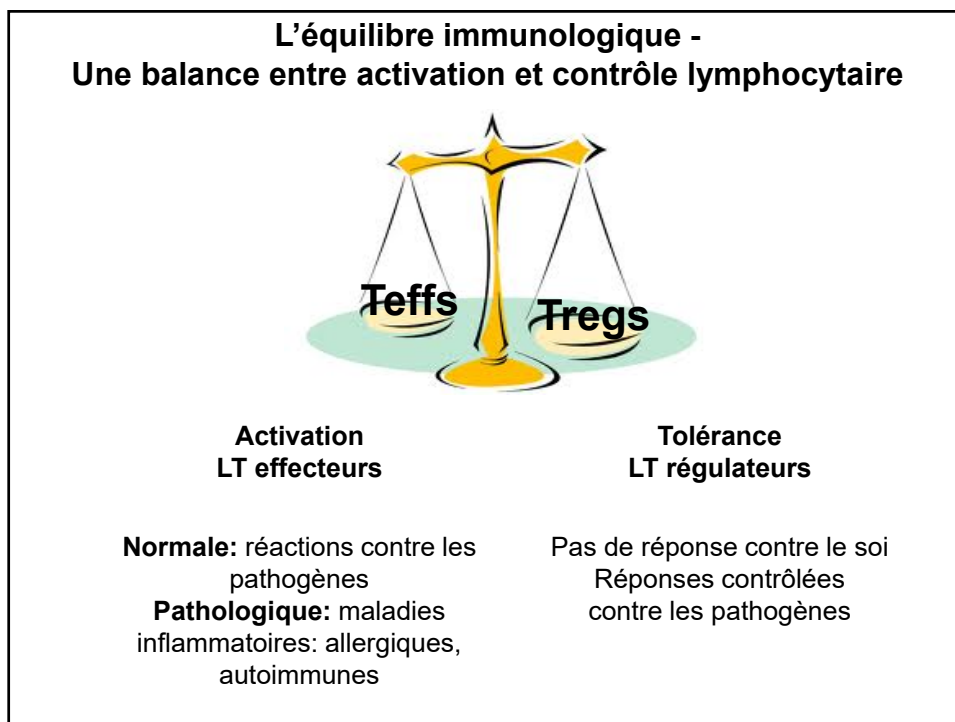 L’équilibre immunologique -
Une balance entre activation et contrôle lymphocytaire
Teffs
Tregs
Activation
LT effecteurs
Tolérance
LT régulateurs
Normale: réactions contre les
pathogènes
Pathologique: maladies
inflammatoires: allergiques,
autoimmunes
Pas de réponse contre le soi
Réponses contrôlées
contre les pathogènes